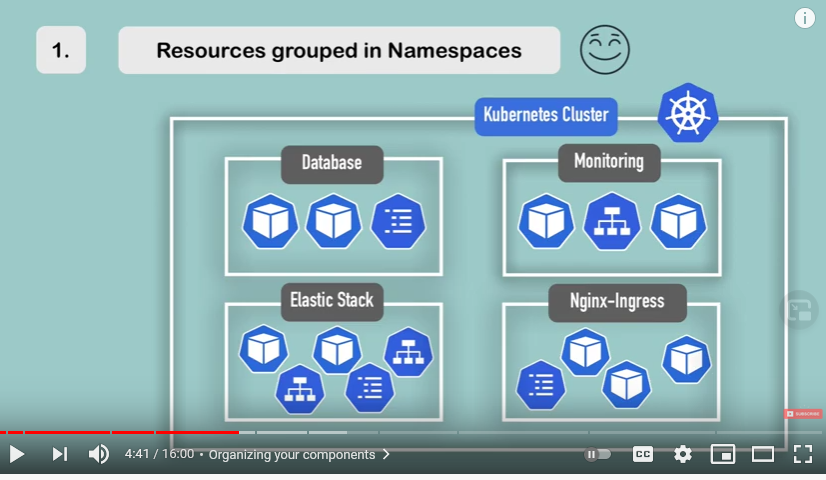 1.
Resources grouped in Namespaces
Kubernetes Cluster
Database
Monitoring
Elastic Stack
Nginx-Ingress
SUBSCRIBE
4:41 / 16:00 • Organizing your components >
CC